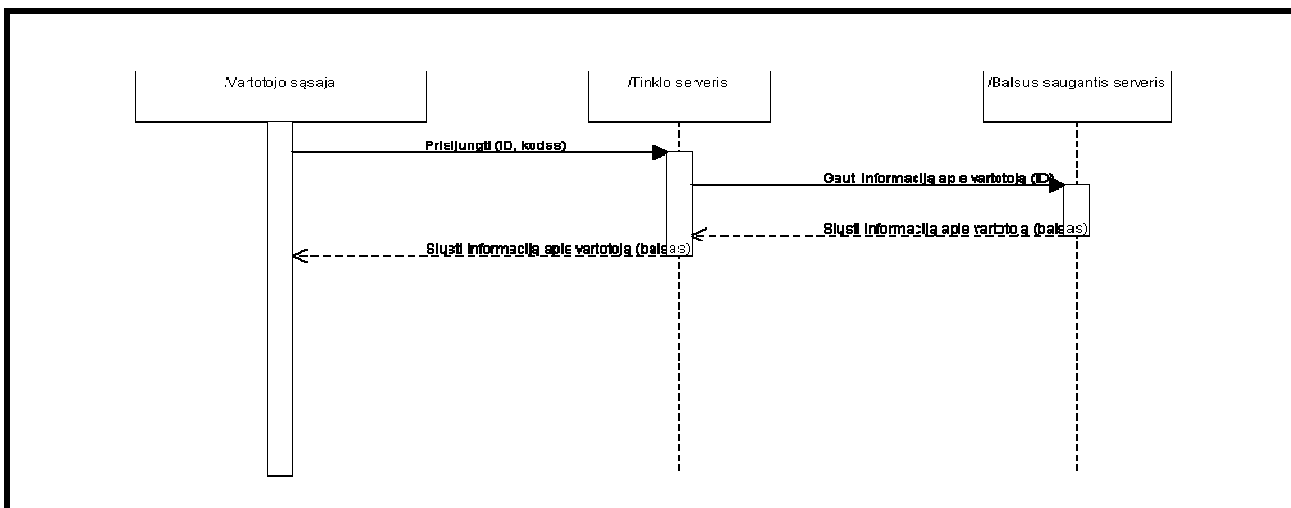 /Vartotojo sąsaja
/Tinklo serveris
/Balsus saugantis serveris
Prisijungti (ID, kodas)
Gauti informaciją apie vartotoją (ID)
Siųsti informaciją apie vartotoją (balsas)
Siųsti informaciją apie vartotoją (balsas)